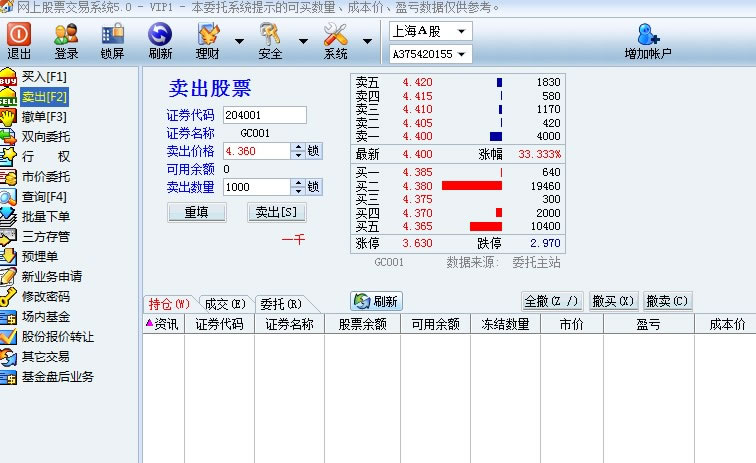 网上股票交易系统5.0 - VIP1 - 本委托系统提示的可买数量、成本价、盈亏数据仅供参考。
退出 登录 锁屏 刷新 理财 安全 系统 上海A股 A375420155 增加帐户
买入[F1]
卖出[F2]
撤单[F3]
双向委托
行 权
市价委托
查询[F4]
批量下单
三方存管
预埋单
新业务申请
修改密码
场内基金
股份报价转让
其它交易
基金盘后业务
卖出股票
证券代码 204001
证券名称 GC001
卖出价格 4.360 锁
可用余额 0
卖出数量 1000 锁
重填 卖出[S]
一千
卖五 4.420 1830
卖四 4.415 580
卖三 4.410 1170
卖二 4.405 420
卖一 4.400 4000
最新 4.400 涨幅 33.333%
买一 4.385 640
买二 4.380 19460
买三 4.375 300
买四 4.370 2000
买五 4.365 10400
涨停 3.630 跌停 2.970
GC001 数据来源: 委托主站
持仓(W) 成交(E) 委托(R) 刷新 全撤(Z /) 撤买(X) 撤卖(C)
资讯 证券代码 证券名称 股票余额 可用余额 冻结数量 市价 盈亏 成本价